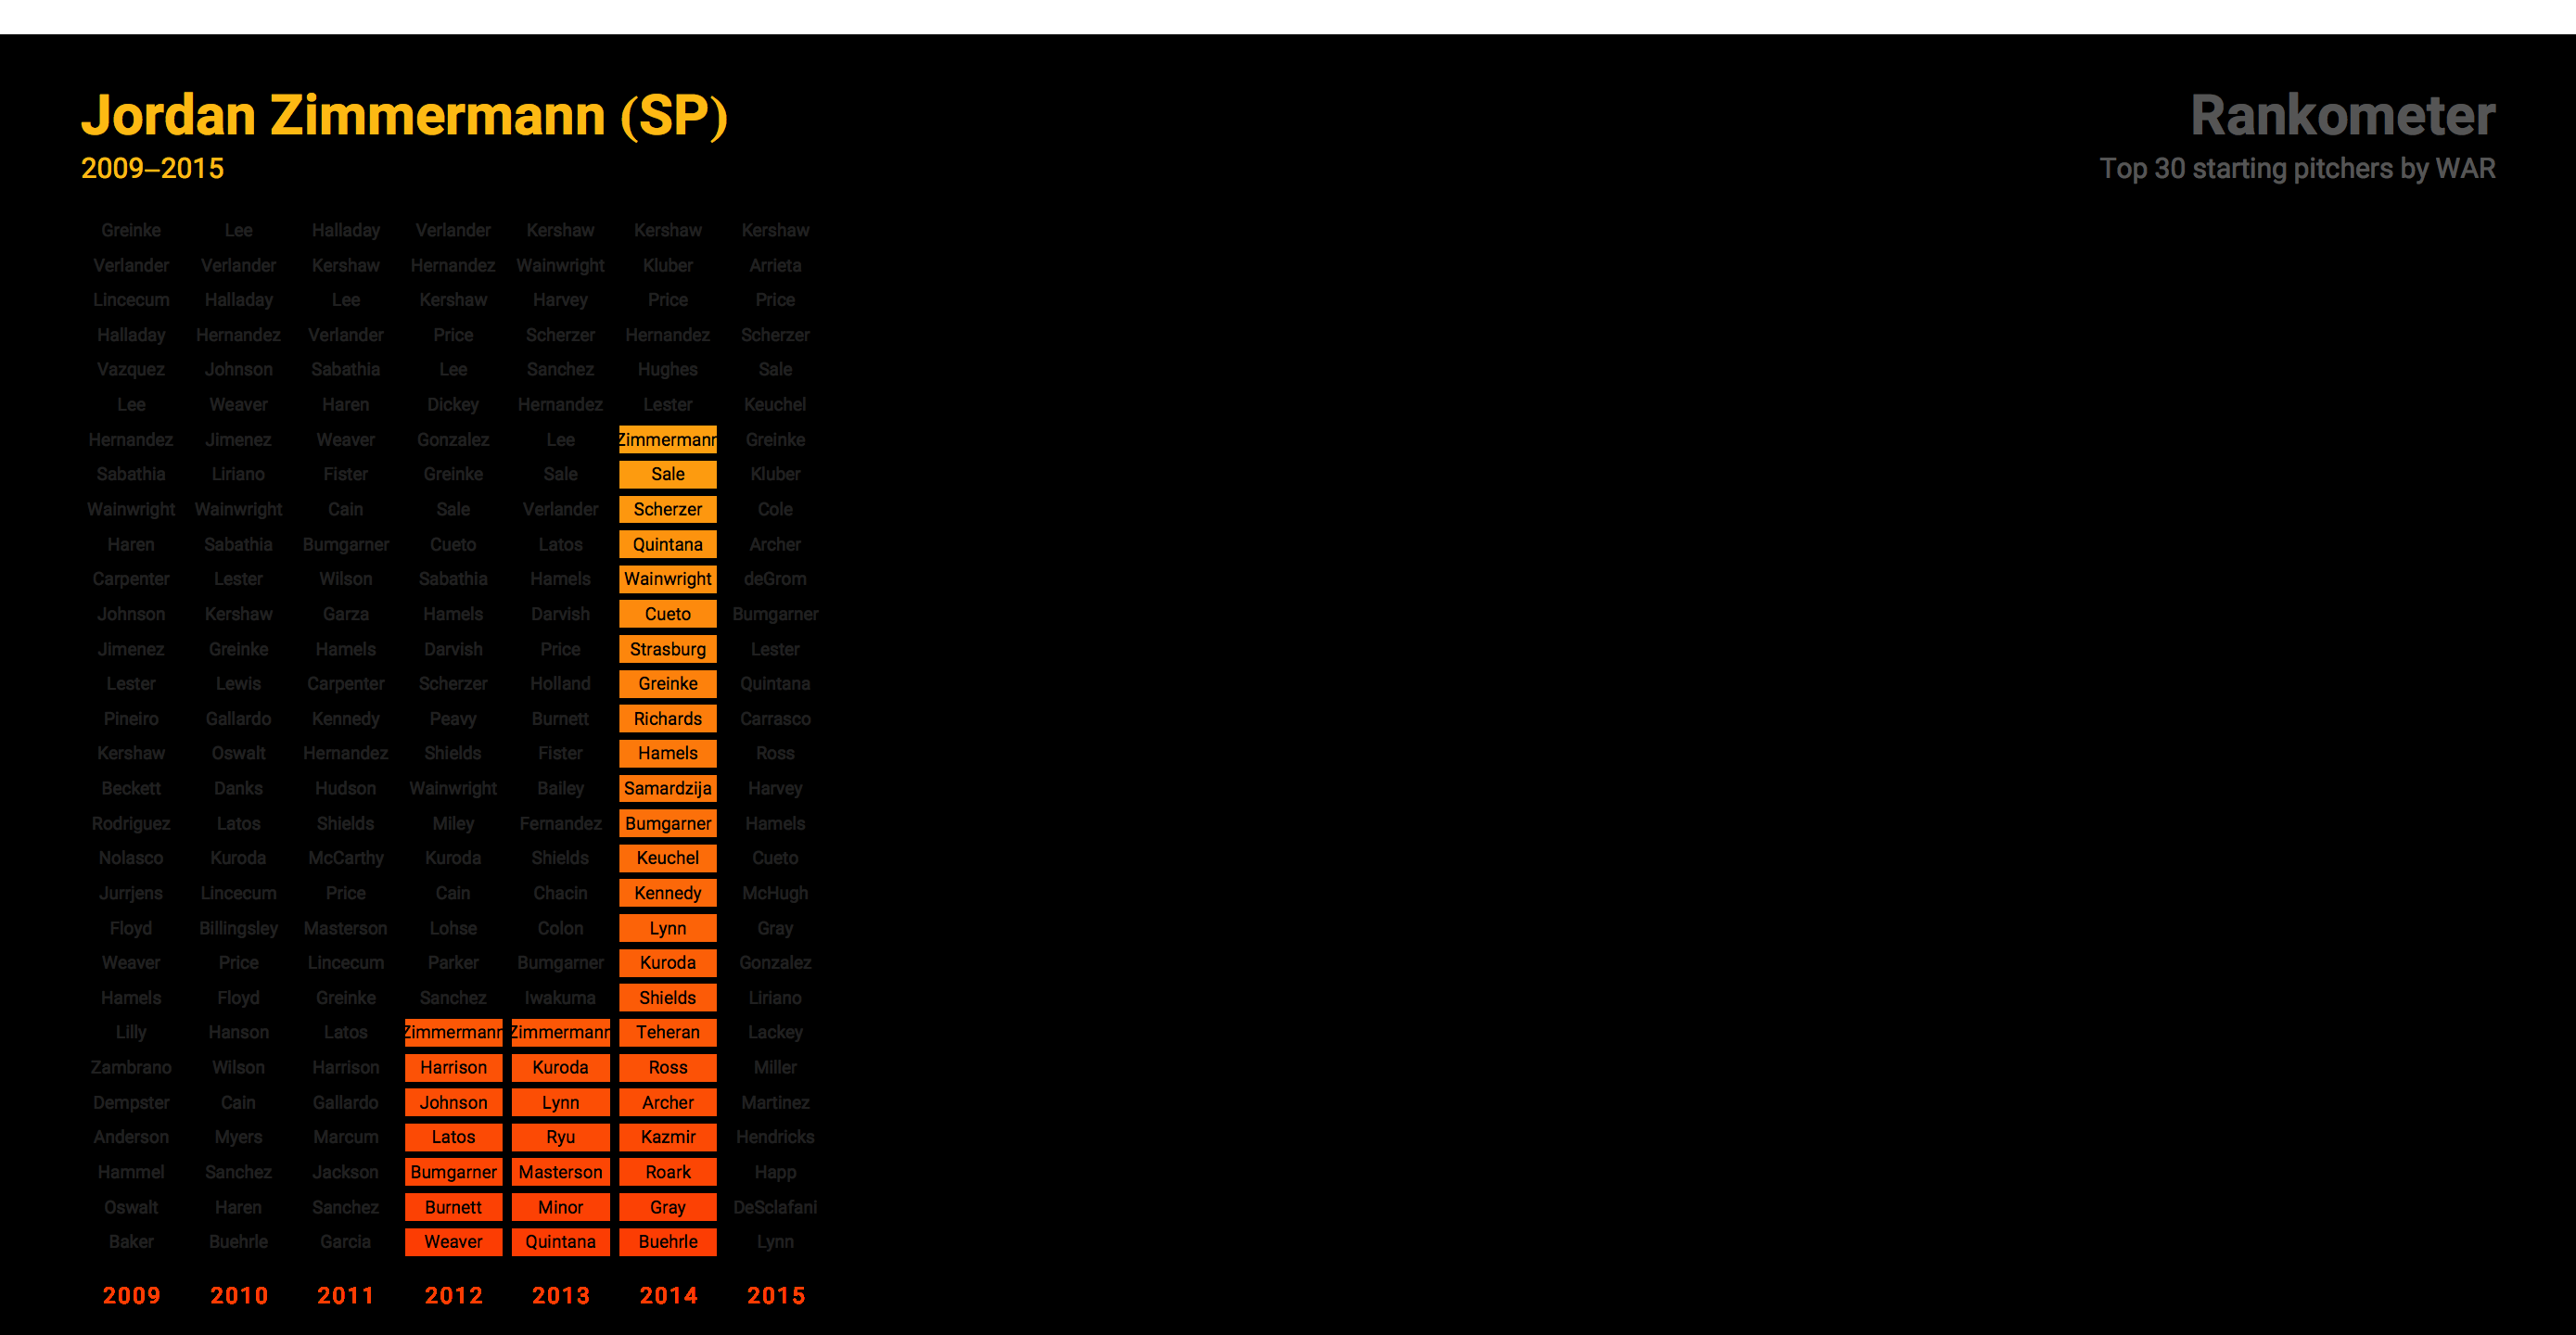 Jordan Zimmermann (SP)
Rankometer
2009–2015
Top 30 starting pitchers by WAR
Greinke Lee Halladay Verlander Kershaw Kershaw Kershaw
Verlander Verlander Kershaw Hernandez Wainwright Kluber Arrieta
Lincecum Halladay Lee Kershaw Harvey Price Price
Halladay Hernandez Verlander Price Scherzer Hernandez Scherzer
Vazquez Johnson Sabathia Lee Sanchez Hughes Sale
Lee Weaver Haren Dickey Hernandez Lester Keuchel
Hernandez Jimenez Weaver Gonzalez Lee Zimmermann Greinke
Sabathia Liriano Fister Greinke Sale Sale Kluber
Wainwright Wainwright Cain Sale Verlander Scherzer Cole
Haren Sabathia Bumgarner Cueto Latos Quintana Archer
Carpenter Lester Wilson Sabathia Hamels Wainwright deGrom
Johnson Kershaw Garza Hamels Darvish Cueto Bumgarner
Jimenez Greinke Hamels Darvish Price Strasburg Lester
Lester Lewis Carpenter Scherzer Holland Greinke Quintana
Pineiro Gallardo Kennedy Peavy Burnett Richards Carrasco
Kershaw Oswalt Hernandez Shields Fister Hamels Ross
Beckett Danks Hudson Wainwright Bailey Samardzija Harvey
Rodriguez Latos Shields Miley Fernandez Bumgarner Hamels
Nolasco Kuroda McCarthy Kuroda Shields Keuchel Cueto
Jurrjens Lincecum Price Cain Chacin Kennedy McHugh
Floyd Billingsley Masterson Lohse Colon Lynn Gray
Weaver Price Lincecum Parker Bumgarner Kuroda Gonzalez
Hamels Floyd Greinke Sanchez Iwakuma Shields Liriano
Lilly Hanson Latos Zimmermann Zimmermann Teheran Lackey
Zambrano Wilson Harrison Harrison Kuroda Ross Miller
Dempster Cain Gallardo Johnson Lynn Archer Martinez
Anderson Myers Marcum Latos Ryu Kazmir Hendricks
Hammel Sanchez Jackson Bumgarner Masterson Roark Happ
Oswalt Haren Sanchez Burnett Minor Gray DeSclafani
Baker Buehrle Garcia Weaver Quintana Buehrle Lynn
2009 2010 2011 2012 2013 2014 2015